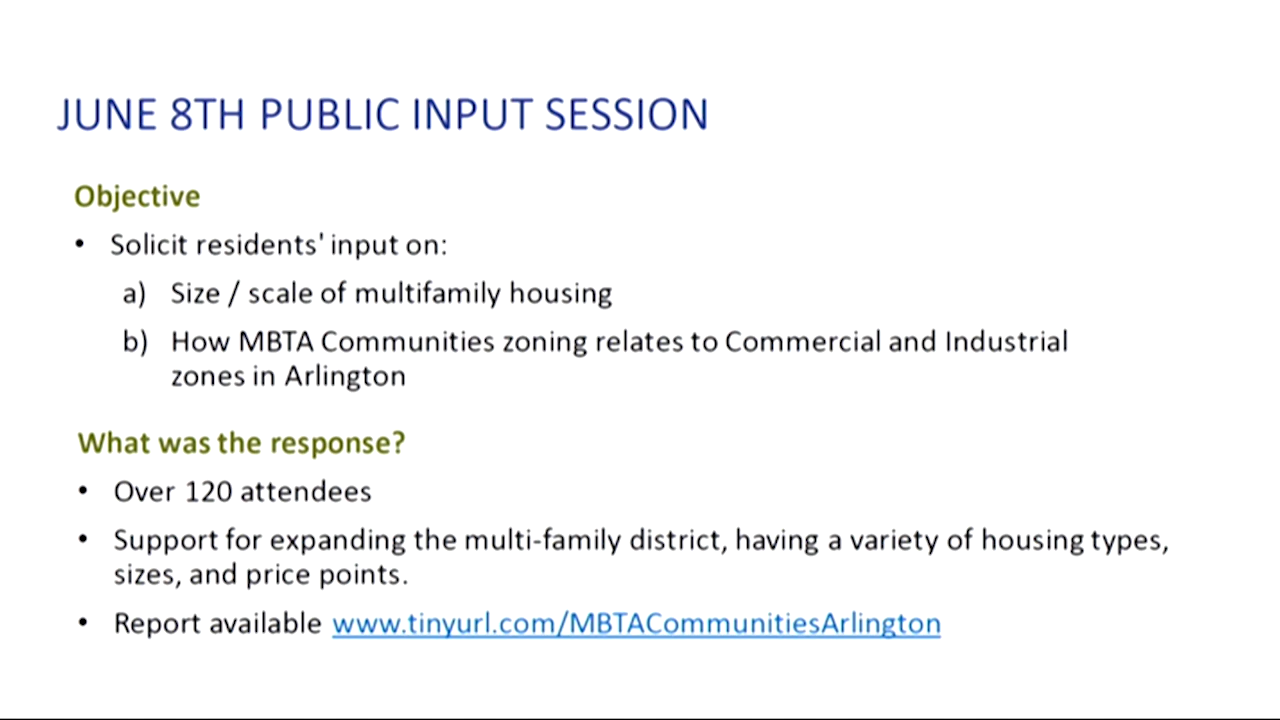 JUNE 8TH PUBLIC INPUT SESSION
Objective
• Solicit residents' input on:
a) Size / scale of multifamily housing
b) How MBTA Communities zoning relates to Commercial and Industrial
zones in Arlington
What was the response?
• Over 120 attendees
• Support for expanding the multi-family district, having a variety of housing types,
sizes, and price points.
• Report available www.tinyurl.com/MBTACommunitiesArlington